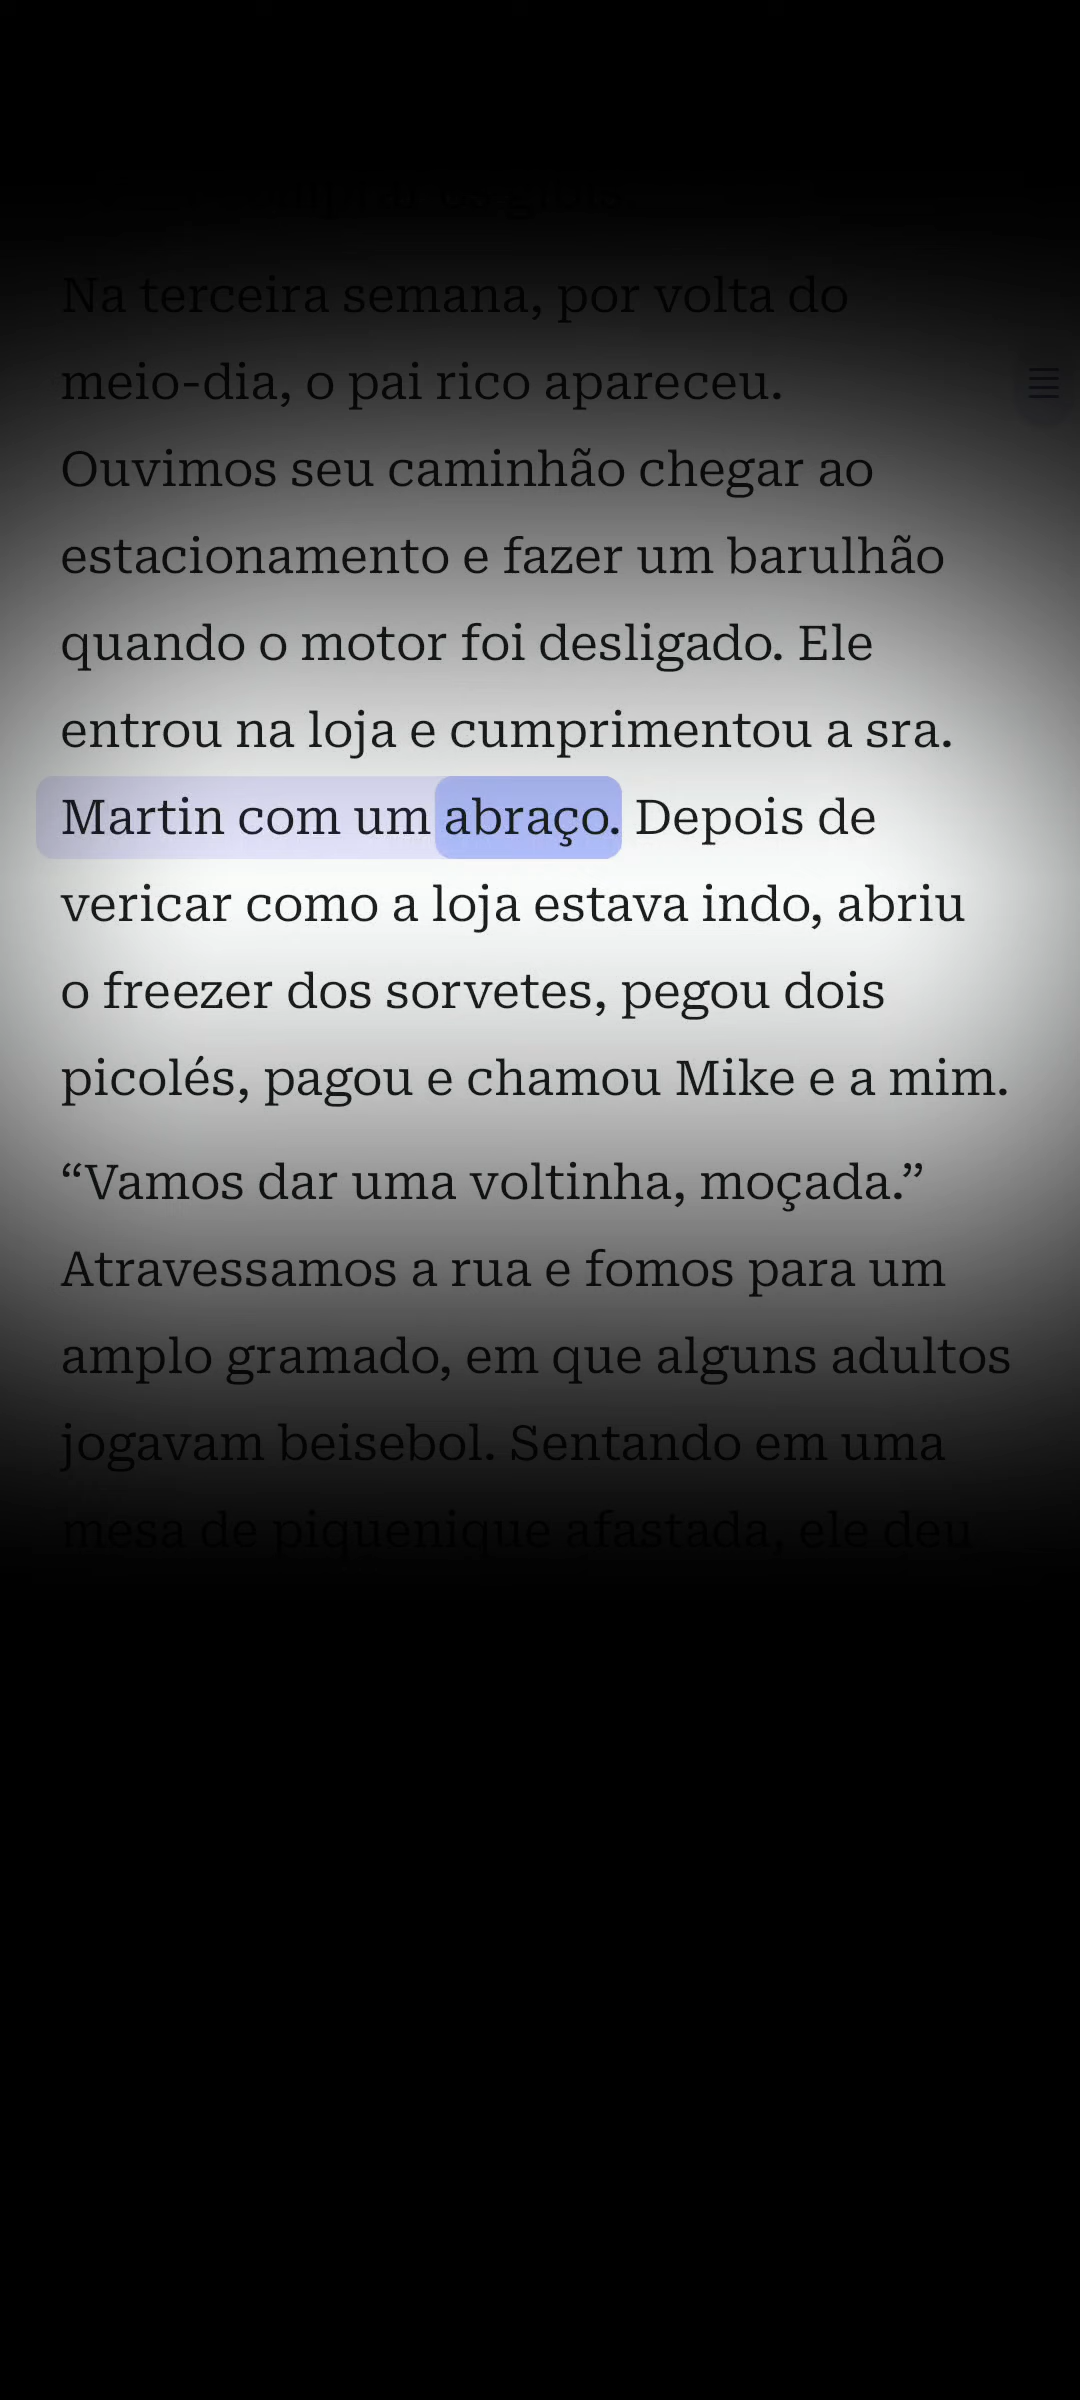 Na terceira semana, por volta do
meio-dia, o pai rico apareceu.
Ouvimos seu caminhão chegar ao
estacionamento e fazer um barulhão
quando o motor foi desligado. Ele
entrou na loja e cumprimentou a sra.
Martin com um abraço. Depois de
vericar como a loja estava indo, abriu
o freezer dos sorvetes, pegou dois
picolés, pagou e chamou Mike e a mim.
“Vamos dar uma voltinha, moçada.”
Atravessamos a rua e fomos para um
amplo gramado, em que alguns adultos
jogavam beisebol. Sentando em uma
mesa de piquenique afastada, ele deu